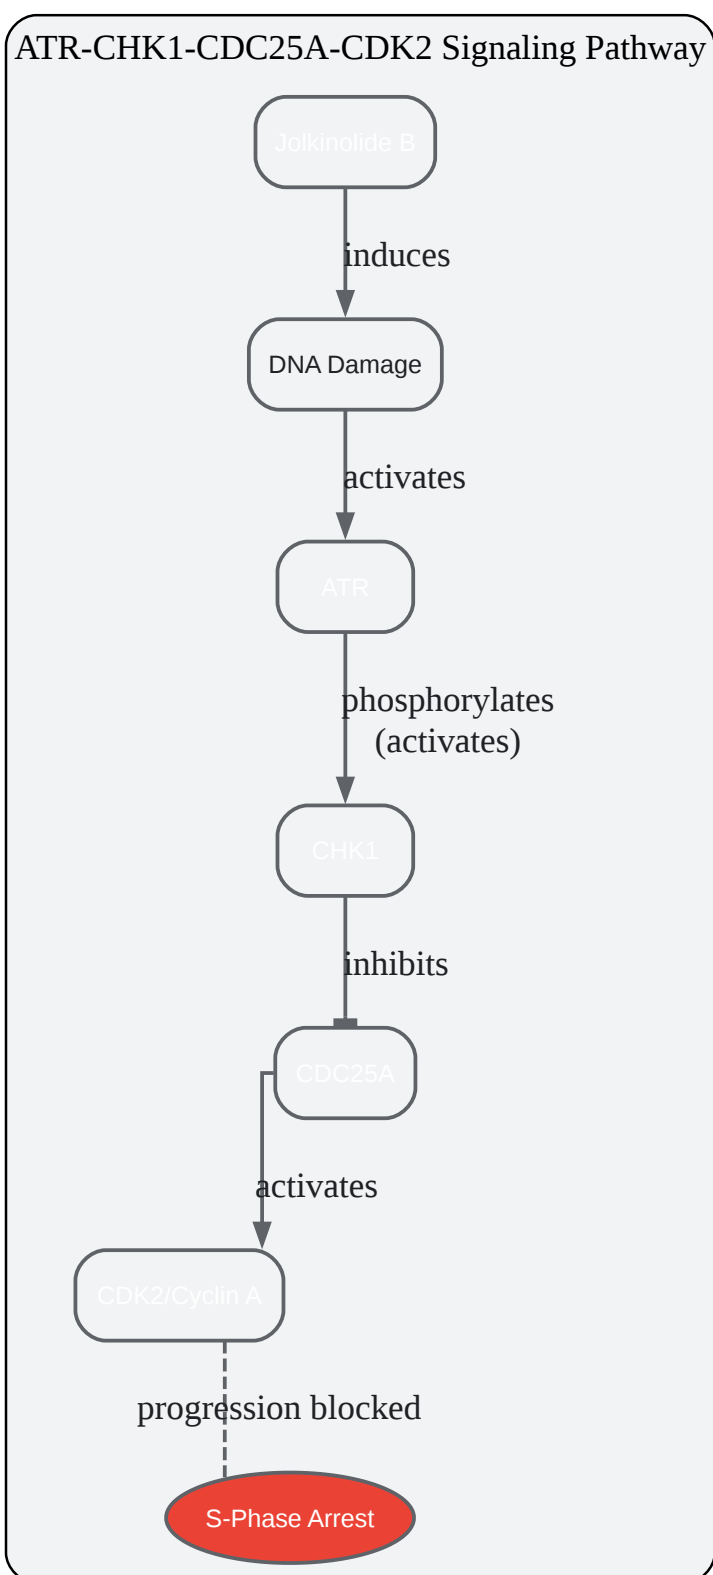 ATR-CHK1-CDC25A-CDK2 Signaling Pathway
Jolkinolide B
induces
DNA Damage
activates
ATR
phosphorylates
(activates)
CHK1
inhibits
CDC25A
activates
CDK2/Cyclin A
progression blocked
S-Phase Arrest